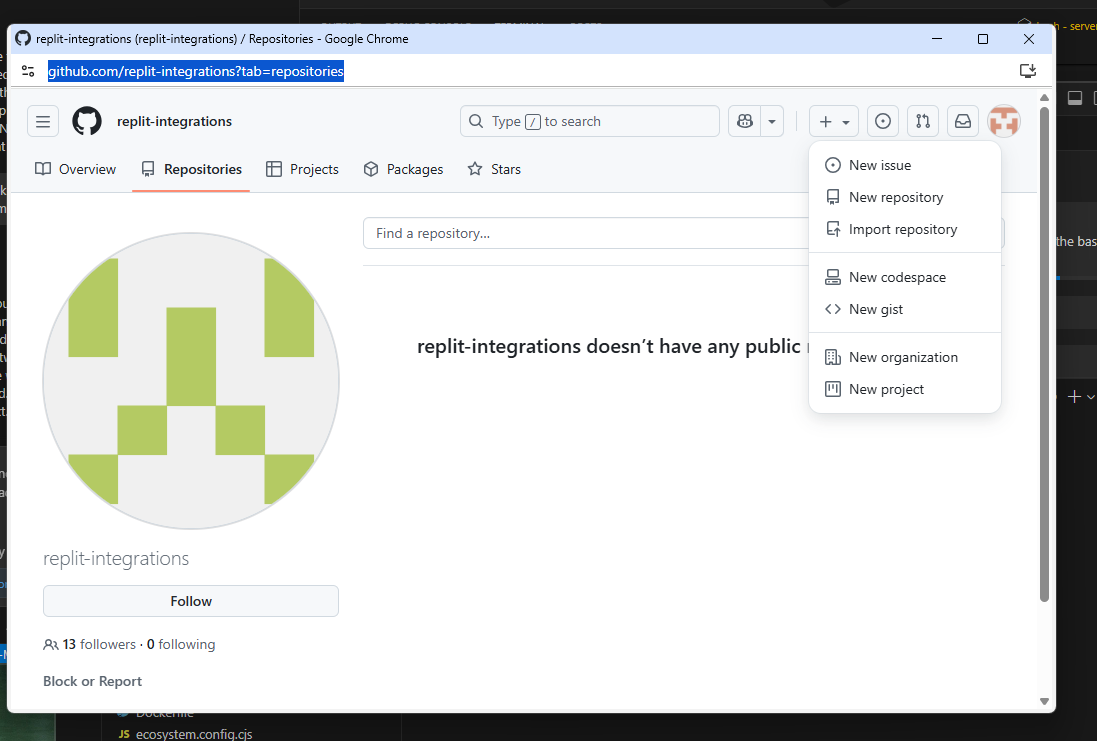 replit-integrations (replit-integrations) / Repositories - Google Chrome
github.com/replit-integrations?tab=repositories
replit-integrations
Type / to search
Overview
Repositories
Projects
Packages
Stars
New issue
New repository
Import repository
New codespace
New gist
New organization
New project
Find a repository...
replit-integrations doesn’t have any public
replit-integrations
Follow
13 followers · 0 following
Block or Report
the bas
Dockerfile
JS ecosystem.config.cjs